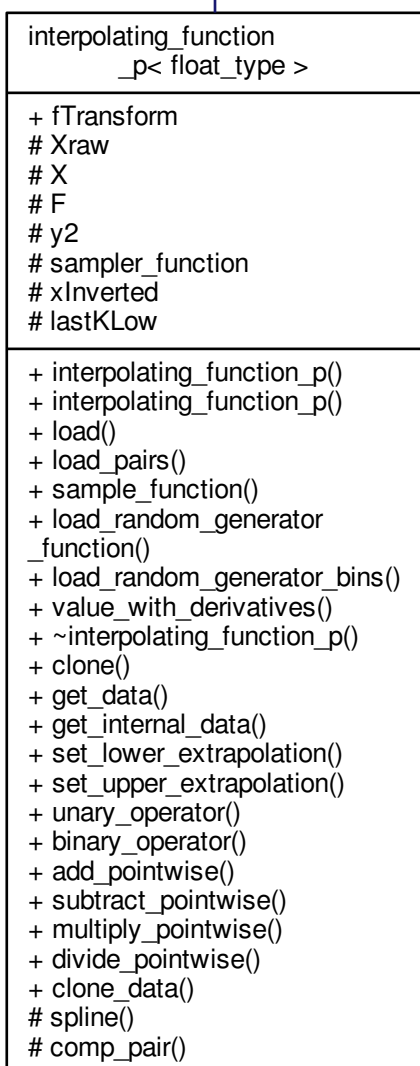 interpolating_function
_p< float_type >
+ fTransform
# Xraw
# X
# F
# y2
# sampler_function
# xInverted
# lastKLow
+ interpolating_function_p()
+ interpolating_function_p()
+ load()
+ load_pairs()
+ sample_function()
+ load_random_generator
_function()
+ load_random_generator_bins()
+ value_with_derivatives()
+ ~interpolating_function_p()
+ clone()
+ get_data()
+ get_internal_data()
+ set_lower_extrapolation()
+ set_upper_extrapolation()
+ unary_operator()
+ binary_operator()
+ add_pointwise()
+ subtract_pointwise()
+ multiply_pointwise()
+ divide_pointwise()
+ clone_data()
# spline()
# comp_pair()